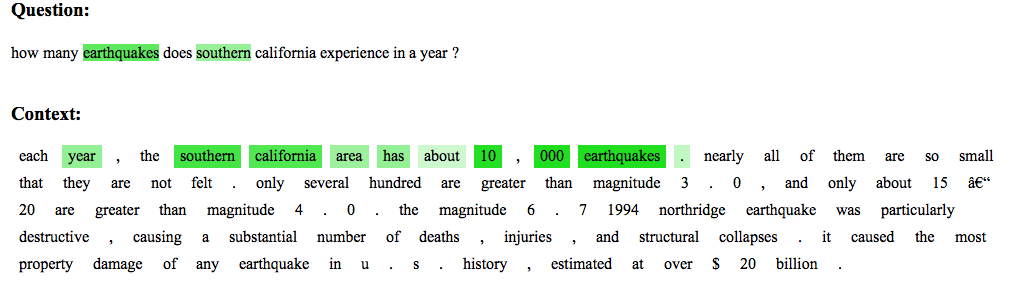 Question:
how many earthquakes does southern california experience in a year ?
Context:
each year , the southern california area has about 10 , 000 earthquakes . nearly all of them are so small
that they are not felt . only several hundred are greater than magnitude 3 . 0 , and only about 15 â€“
20 are greater than magnitude 4 . 0 . the magnitude 6 . 7 1994 northridge earthquake was particularly
destructive , causing a substantial number of deaths , injuries , and structural collapses . it caused the most
property damage of any earthquake in u . s . history , estimated at over $ 20 billion .